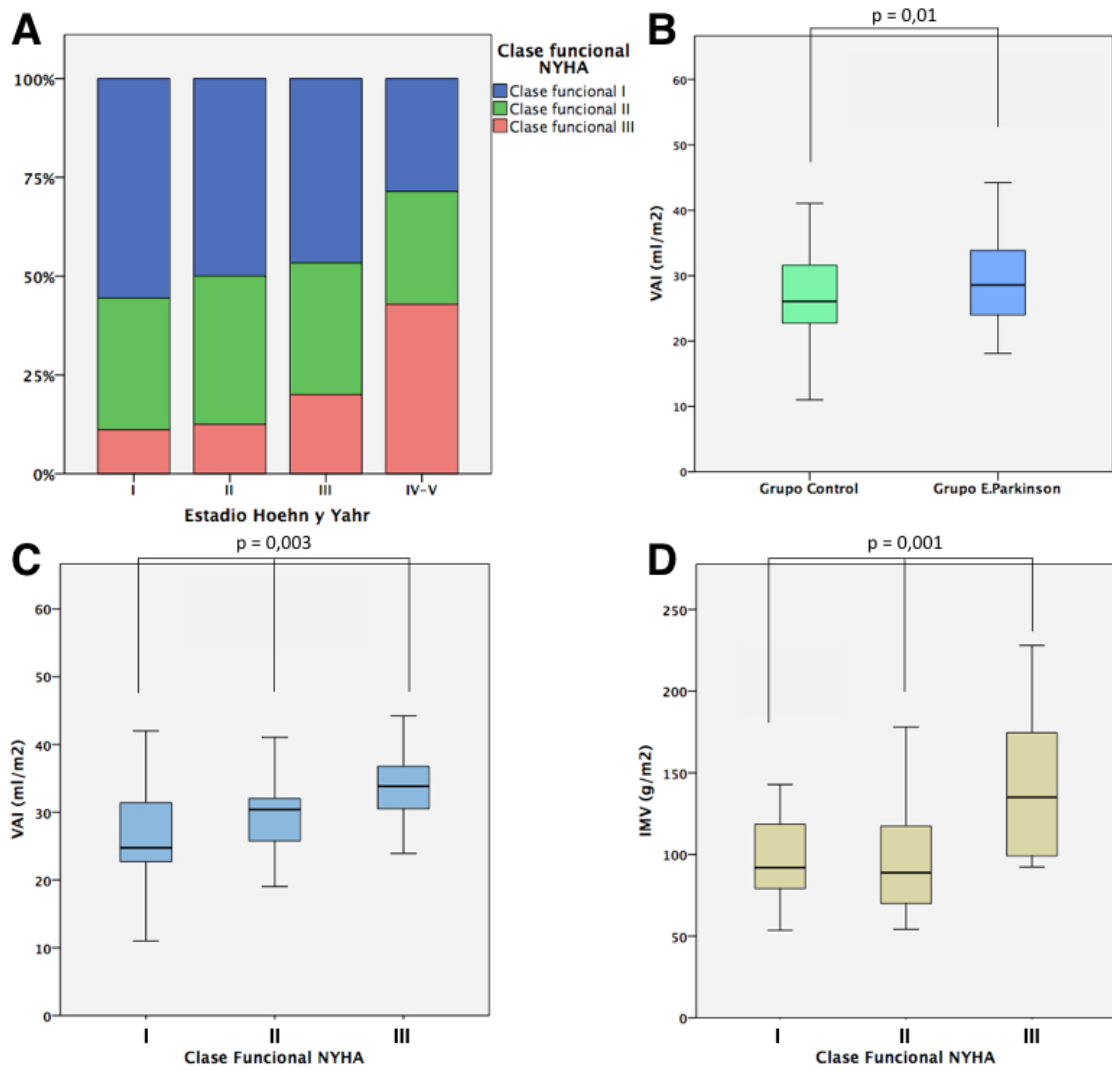 A
Clase funcional
NYHA
Clase funcional I
Clase funcional II
Clase funcional III
100%
75%
50%
25%
0%
I II III IV-V
Estadio Hoehn y Yahr
B
p = 0,01
VAI (ml/m2)
60
50
40
30
20
10
0
Grupo Control Grupo E.Parkinson
C
p = 0,003
VAI (ml/m2)
60
50
40
30
20
10
0
I II III
Clase Funcional NYHA
D
p = 0,001
IMV (g/m2)
250
200
150
100
50
0
I II III
Clase Funcional NYHA